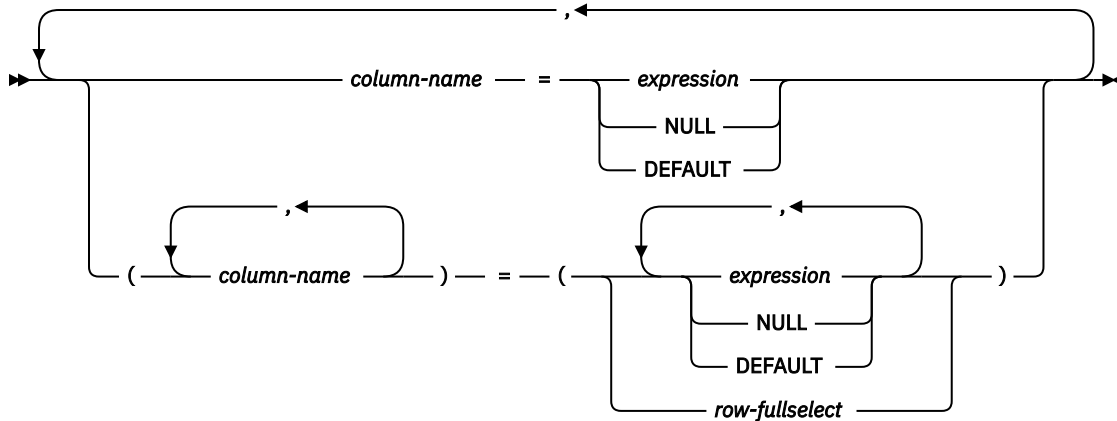 ,
column-name = expression
NULL
DEFAULT
, ,
( column-name ) = ( expression )
NULL
DEFAULT
row-fullselect